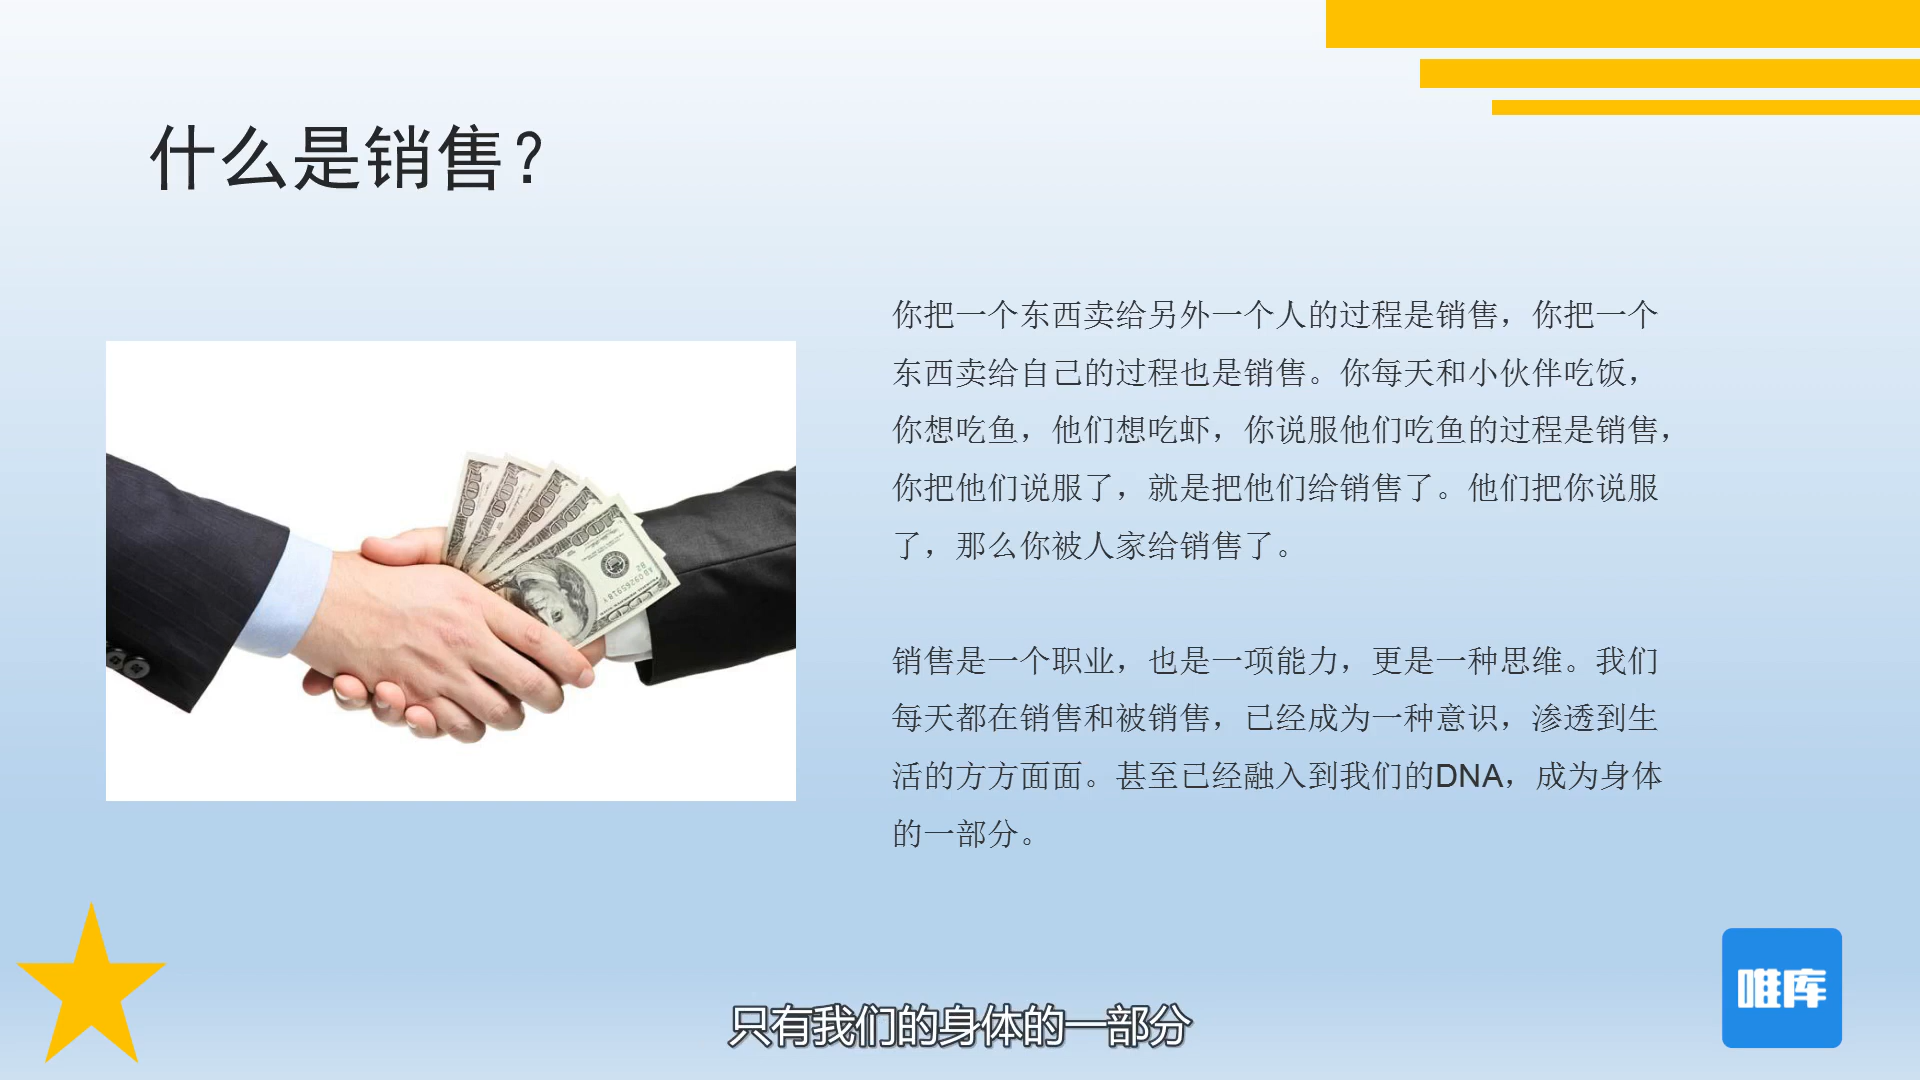 什么是销售？
你把一个东西卖给另外一个人的过程是销售，你把一个
东西卖给自己的过程也是销售。你每天和小伙伴吃饭，
你想吃鱼，他们想吃虾，你说服他们吃鱼的过程是销售，
你把他们说服了，就是把他们给销售了。他们把你说服
了，那么你被人家给销售了。
销售是一个职业，也是一项能力，更是一种思维。我们
每天都在销售和被销售，已经成为一种意识，渗透到生
活的方方面面。甚至已经融入到我们的DNA，成为身体
的一部分。
唯库
只有我们的身体的一部分